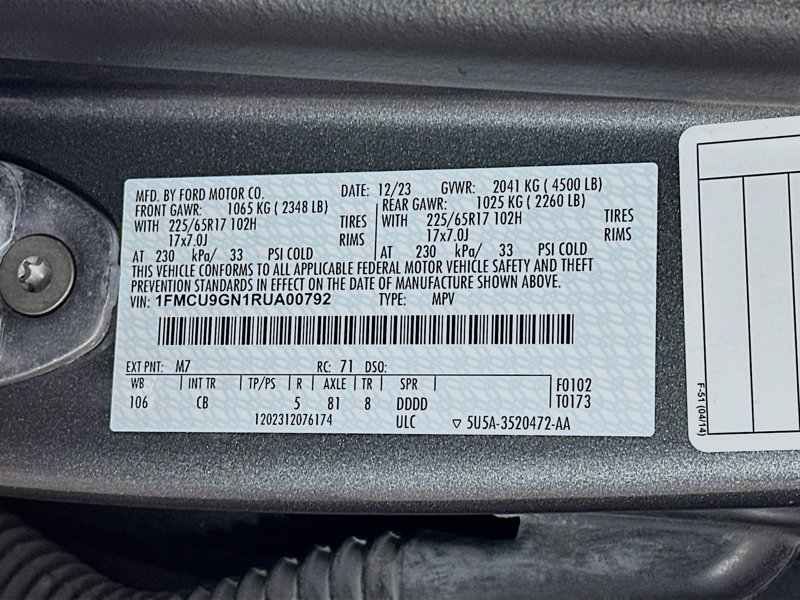 MFD. BY FORD MOTOR CO. DATE: 12/23 GVWR: 2041 KG ( 4500 LB)
FRONT GAWR: 1065 KG ( 2348 LB) REAR GAWR: 1025 KG ( 2260 LB)
WITH 225/65R17 102H TIRES WITH 225/65R17 102H TIRES
17x7.0J RIMS 17x7.0J RIMS
AT 230 kPa/ 33 PSI COLD AT 230 kPa/ 33 PSI COLD
THIS VEHICLE CONFORMS TO ALL APPLICABLE FEDERAL MOTOR VEHICLE SAFETY AND THEFT
PREVENTION STANDARDS IN EFFECT ON THE DATE OF MANUFACTURE SHOWN ABOVE.
VIN: 1FMCU9GN1RUA00792 TYPE: MPV
EXT PNT: M7 RC: 71 DSO:
WB INT TR TP/PS R AXLE TR SPR F0102
106 CB 5 81 8 DDDD T0173
1202312076174 ULC ▽ 5U5A-3520472-AA
F-51 (04/14)